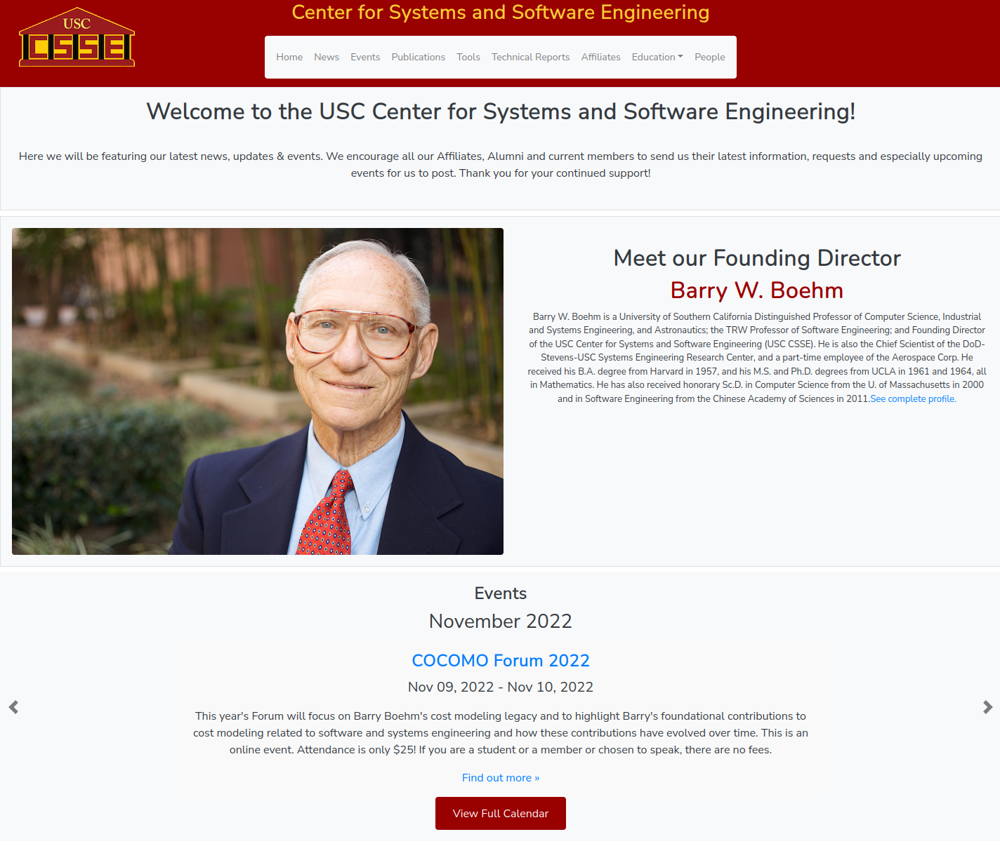 USC
CSSE
Center for Systems and Software Engineering
Home News Events Publications Tools Technical Reports Affiliates Education People
Welcome to the USC Center for Systems and Software Engineering!
Here we will be featuring our latest news, updates & events. We encourage all our Affiliates, Alumni and current members to send us their latest information, requests and especially upcoming
events for us to post. Thank you for your continued support!
Meet our Founding Director
Barry W. Boehm
Barry W. Boehm is a University of Southern California Distinguished Professor of Computer Science, Industrial
and Systems Engineering, and Astronautics; the TRW Professor of Software Engineering; and Founding Director
of the USC Center for Systems and Software Engineering (USC CSSE). He is also the Chief Scientist of the DoD-
Stevens-USC Systems Engineering Research Center, and a part-time employee of the Aerospace Corp. He
received his B.A. degree from Harvard in 1957, and his M.S. and Ph.D. degrees from UCLA in 1961 and 1964, all
in Mathematics. He has also received honorary Sc.D. in Computer Science from the U. of Massachusetts in 2000
and in Software Engineering from the Chinese Academy of Sciences in 2011.See complete profile.
Events
November 2022
COCOMO Forum 2022
Nov 09, 2022 - Nov 10, 2022
This year's Forum will focus on Barry Boehm's cost modeling legacy and to highlight Barry's foundational contributions to
cost modeling related to software and systems engineering and how these contributions have evolved over time. This is an
online event. Attendance is only $25! If you are a student or a member or chosen to speak, there are no fees.
Find out more »
View Full Calendar